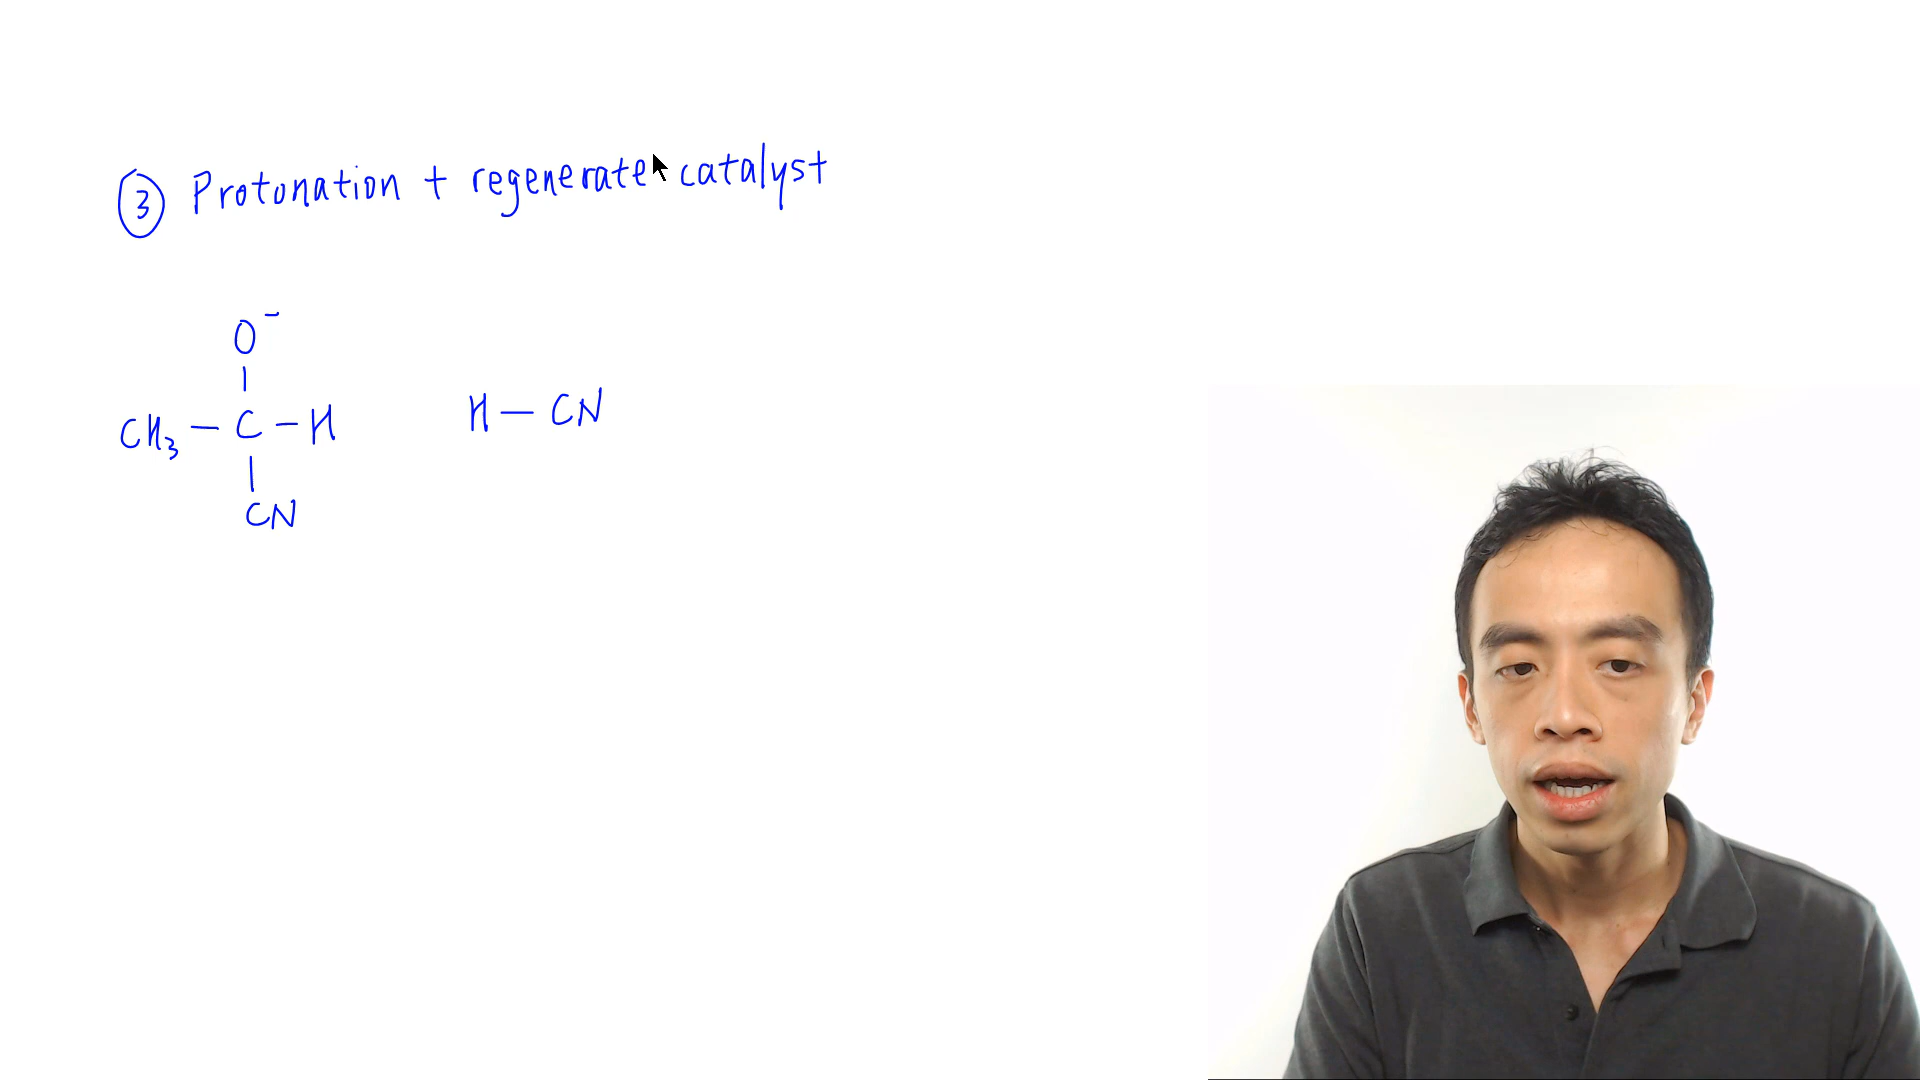 ③ Protonation + regenerate catalyst
O⁻
CH₃ – C – H
CN
H – CN